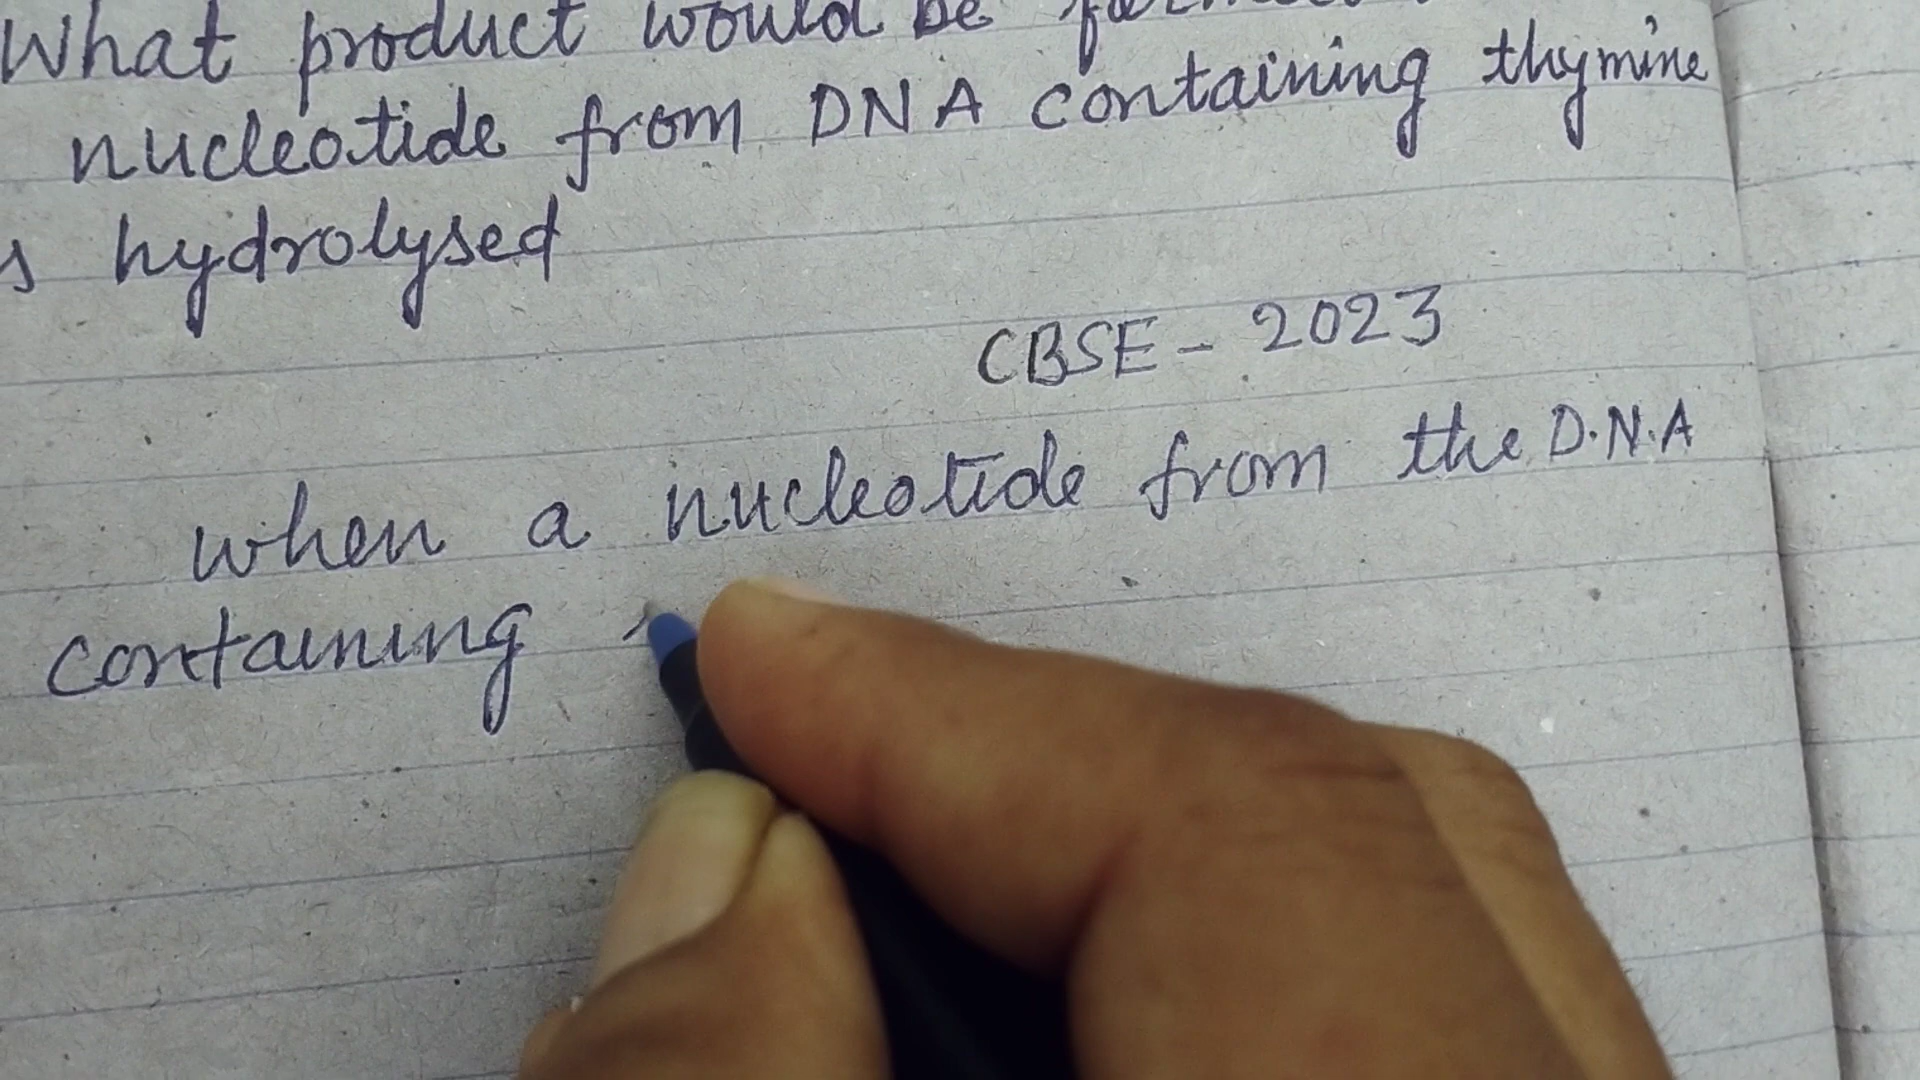 What product would be
nucleotide from DNA containing thymine
s hydrolysed
CBSE - 2023
when a nucleotide from the D.N.A
containing